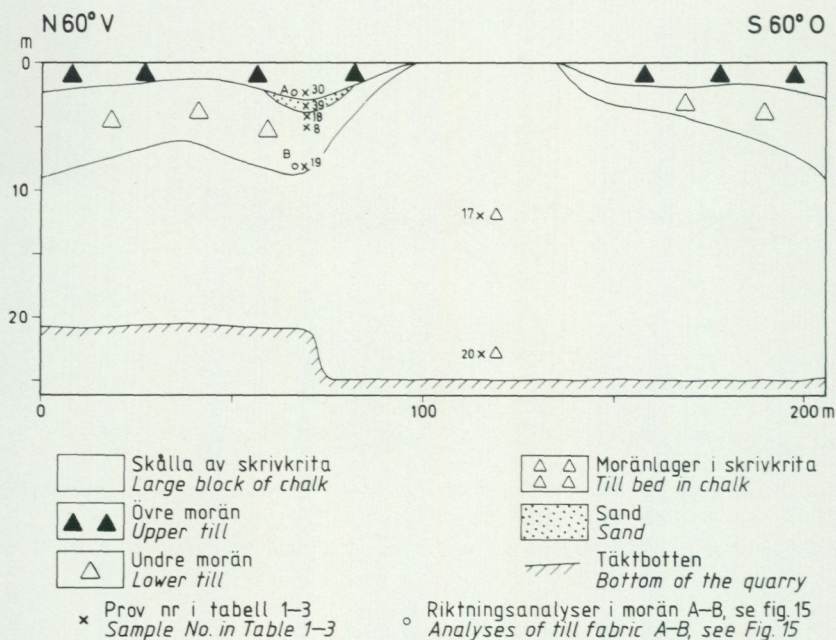 N 60° V
S 60° O
m
0
A
30
39
18
8
B
19
10
17
20
20
0
100
200 m
Skålla av skrivkrita
Large block of chalk
Övre morän
Upper till
Undre morän
Lower till
Prov nr i tabell 1–3
Sample No. in Table 1–3
Moränlager i skrivkrita
Till bed in chalk
Sand
Sand
Täktbotten
Bottom of the quarry
Riktningsanalyser i morän A–B, se fig. 15
Analyses of till fabric A–B, see Fig. 15